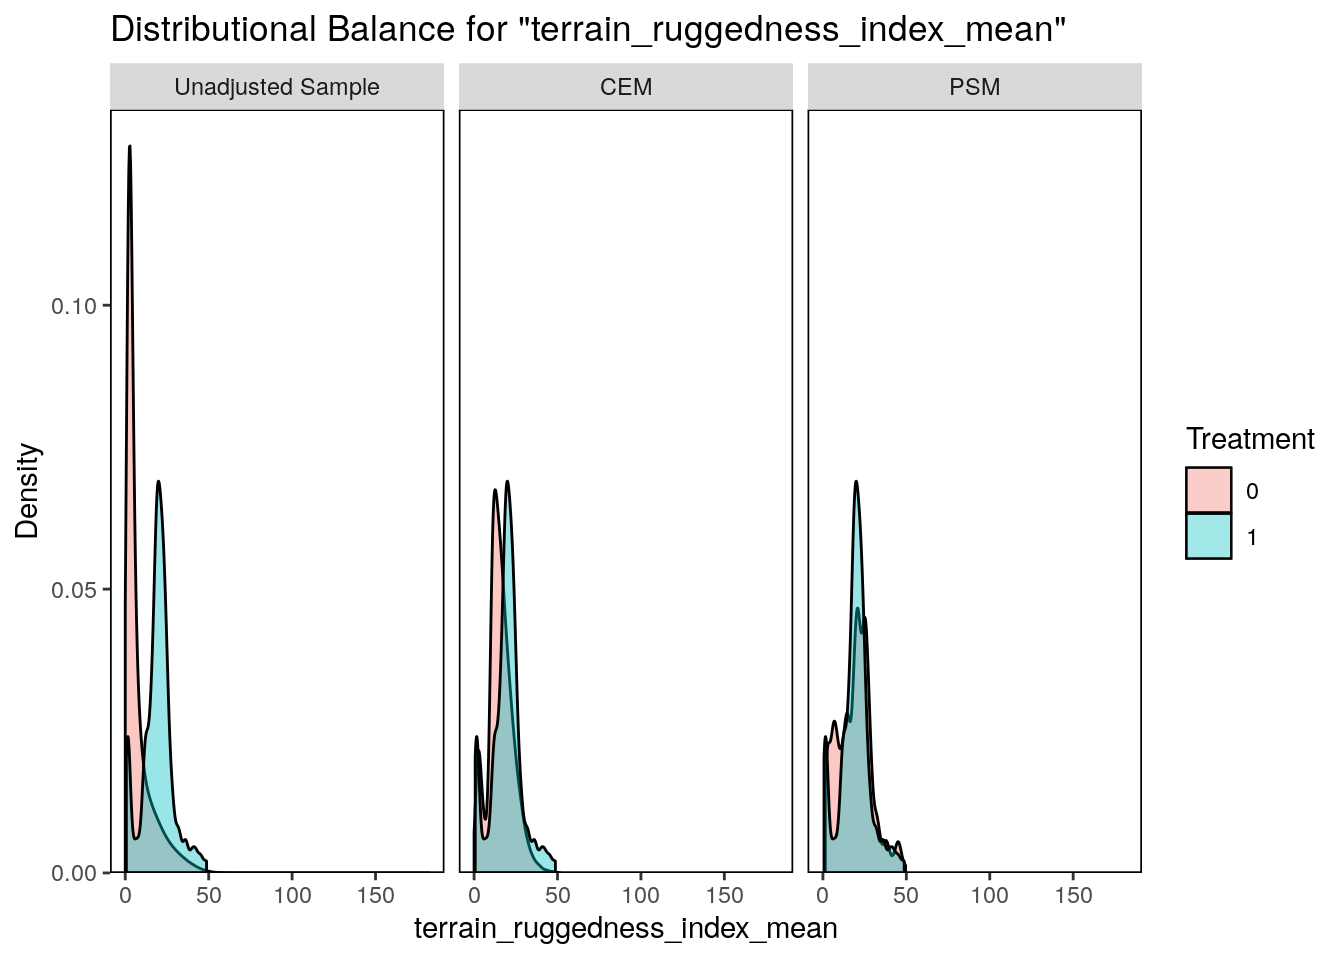 Distributional Balance for "terrain_ruggedness_index_mean"
Unadjusted Sample
CEM
PSM
0.10
0.05
0.00
Density
0 50 100 150
0 50 100 150
0 50 100 150
terrain_ruggedness_index_mean
Treatment
0
1